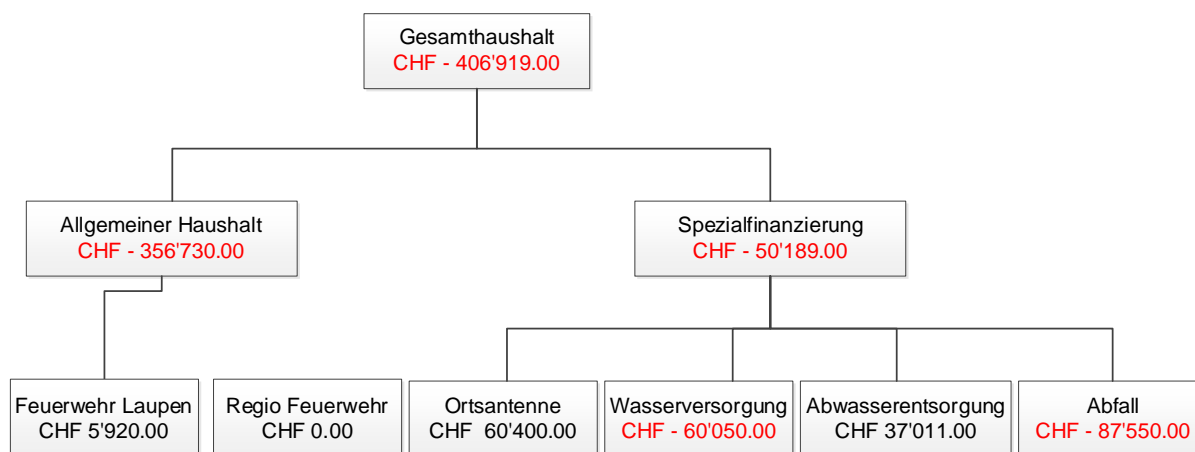 Gesamthaushalt
CHF - 406'919.00
Allgemeiner Haushalt
CHF - 356'730.00
Spezialfinanzierung
CHF - 50'189.00
Feuerwehr Laupen
CHF 5'920.00
Regio Feuerwehr
CHF 0.00
Ortsantenne
CHF  60'400.00
Wasserversorgung
CHF - 60'050.00
Abwasserentsorgung
CHF 37'011.00
Abfall
CHF - 87'550.00